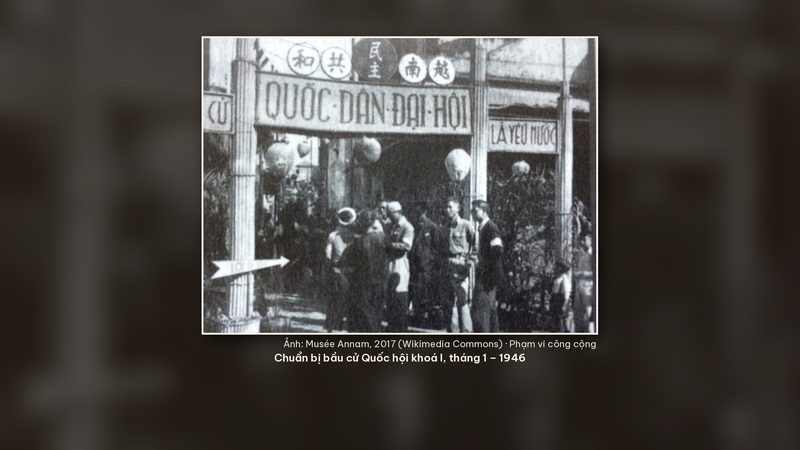 和共民主南越
QUỐC·DÂN·ĐẠI·HỘI
CỬ
LÀ YÊU NƯỚC
Ảnh: Musée Annam, 2017 (Wikimedia Commons) · Phạm vi công cộng
Chuẩn bị bầu cử Quốc hội khoá I, tháng 1 – 1946